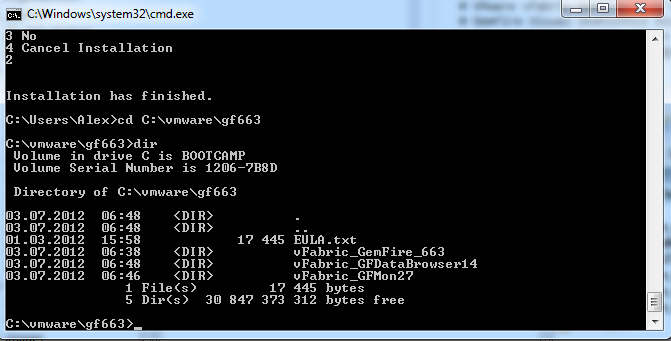 C:\Windows\system32\cmd.exe
3 No
4 Cancel Installation
2
Installation has finished.
C:\Users\Alex>cd C:\vmware\gf663
C:\vmware\gf663>dir
Volume in drive C is BOOTCAMP
Volume Serial Number is 1206-7B8D
Directory of C:\vmware\gf663
03.07.2012  06:48    <DIR>          .
03.07.2012  06:48    <DIR>          ..
01.03.2012  15:58            17 445 EULA.txt
03.07.2012  06:38    <DIR>          vFabric_GemFire_663
03.07.2012  06:48    <DIR>          vFabric_GFDataBrowser14
03.07.2012  06:46    <DIR>          vFabric_GFMon27
1 File(s)         17 445 bytes
5 Dir(s)  30 847 373 312 bytes free
C:\vmware\gf663>_